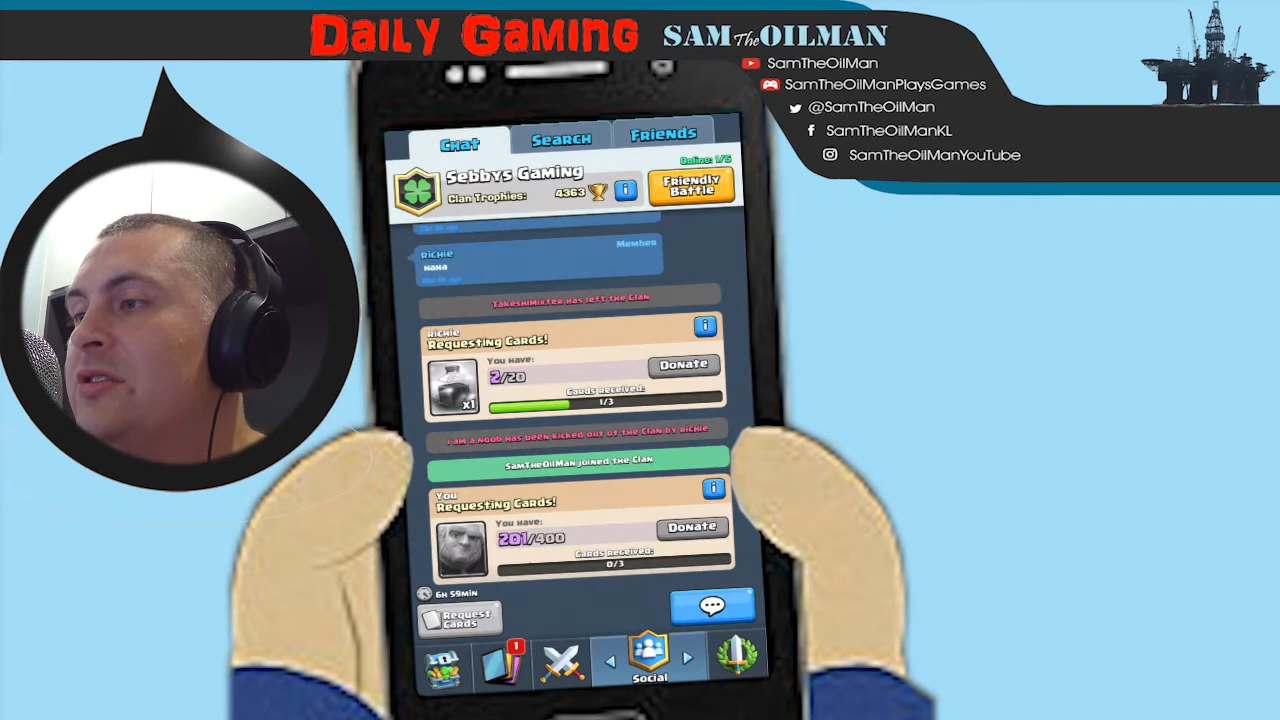 Daily Gaming
SAM The OILMAN
SamTheOilMan
SamTheOilManPlaysGames
@SamTheOilMan
SamTheOilManKL
SamTheOilManYouTube
Chat
Search
Friends
Online: 1/5
Sebbys Gaming
Clan Trophies: 4363
i
Friendly
Battle
Richie
Member
haha
TakeshiMixter has left the Clan
Richie
Requesting Cards!
i
You have:
2/20
Donate
x1
Cards Received:
1/3
I am a noob has been kicked out of the Clan by Richie
SamTheOilMan joined the Clan
You
Requesting Cards!
i
You have:
201/400
Donate
Cards Received:
0/3
6h 59min
Request
Cards
1
Social